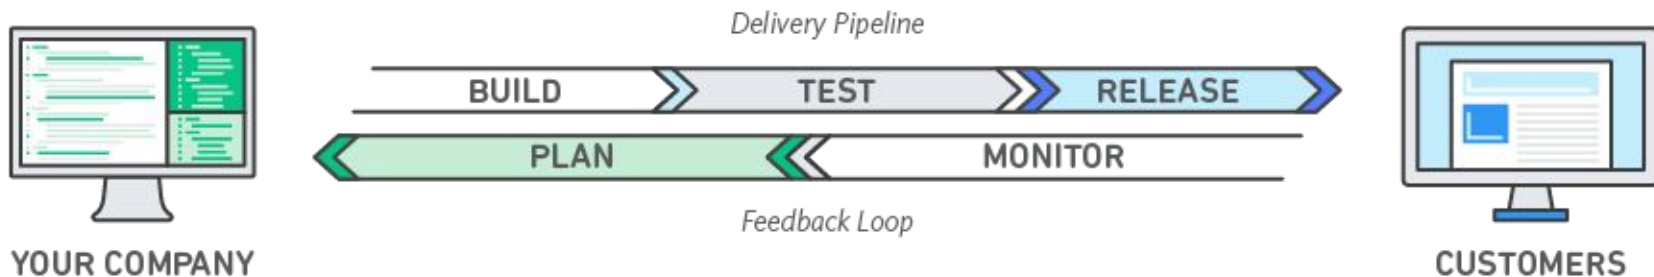 Delivery Pipeline
BUILD TEST RELEASE
PLAN MONITOR
Feedback Loop
YOUR COMPANY CUSTOMERS